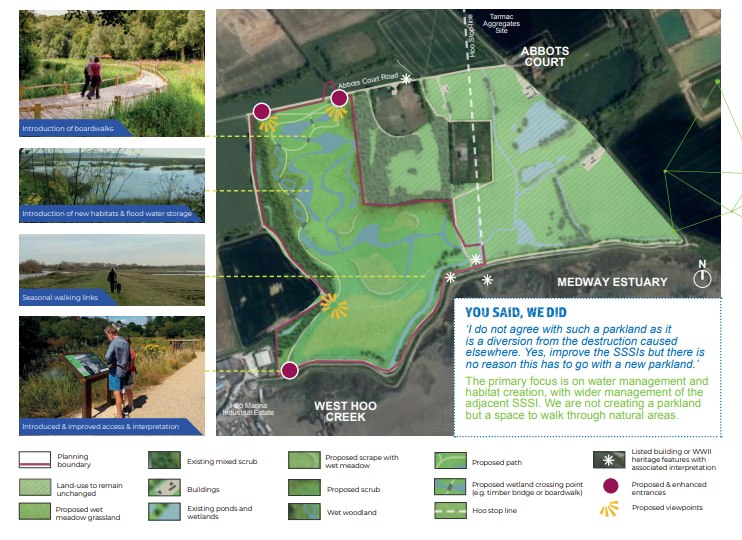 Introduction of boardwalks
Introduction of new habitats & flood water storage
Seasonal walking links
Introduced & improved access & interpretation
Hoo Stop line
Tarmac
Aggregates
Site
ABBOTS
COURT
Abbots Court Road
N
MEDWAY ESTUARY
Hoo Marina
Industrial Estate
WEST HOO
CREEK
YOU SAID, WE DID
'I do not agree with such a parkland as it
is a diversion from the destruction caused
elsewhere. Yes, improve the SSSIs but there is
no reason this has to go with a new parkland.'
The primary focus is on water management and
habitat creation, with wider management of the
adjacent SSSI. We are not creating a parkland
but a space to walk through natural areas.
Planning
boundary
Land-use to remain
unchanged
Proposed wet
meadow grassland
Existing mixed scrub
Buildings
Existing ponds and
wetlands
Proposed scrape with
wet meadow
Proposed scrub
Wet woodland
Proposed path
Proposed wetland crossing point
(e.g. timber bridge or boardwalk)
Hoo stop line
Listed building or WWII
heritage features with
associated interpretation
Proposed & enhanced
entrances
Proposed viewpoints